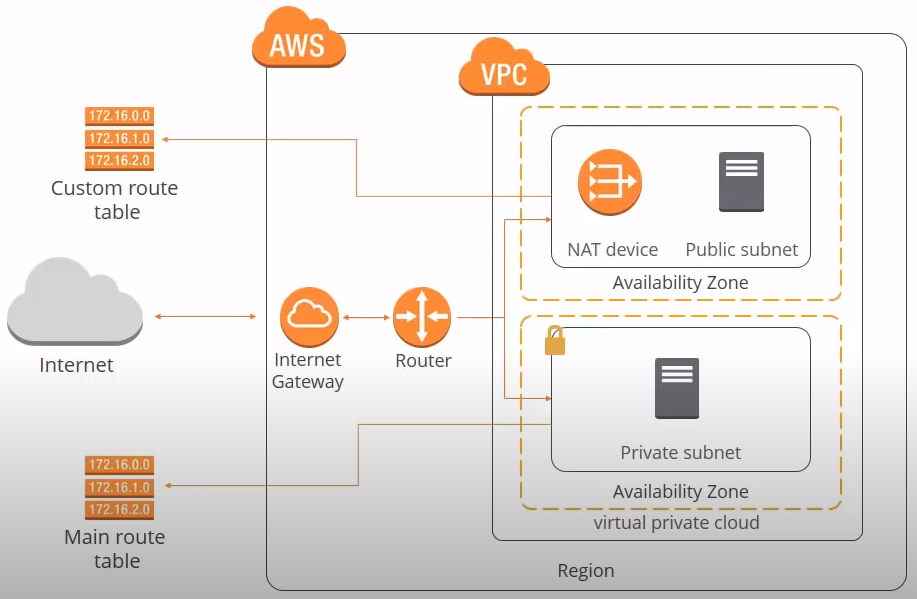 AWS
VPC
172.16.0.0
172.16.1.0
172.16.2.0
Custom route
table
NAT device
Public subnet
Availability Zone
Internet
Internet
Gateway
Router
Private subnet
Availability Zone
virtual private cloud
172.16.0.0
172.16.1.0
172.16.2.0
Main route
table
Region